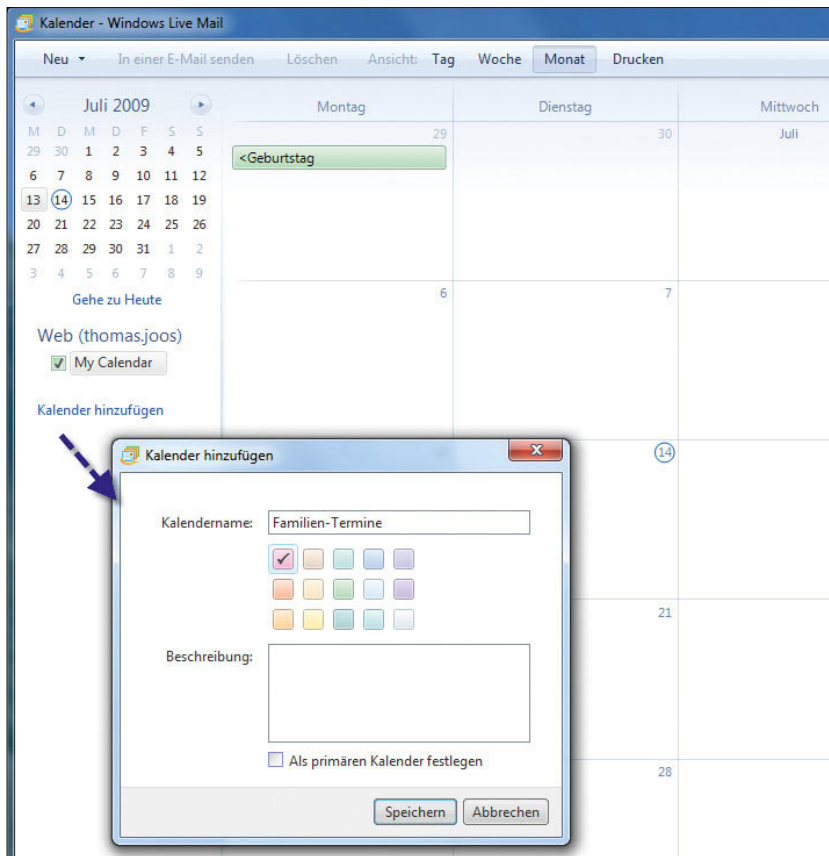 Kalender - Windows Live Mail
Neu In einer E-Mail senden Löschen Ansicht: Tag Woche Monat Drucken
Juli 2009
M D M D F S S
29 30 1 2 3 4 5
6 7 8 9 10 11 12
13 14 15 16 17 18 19
20 21 22 23 24 25 26
27 28 29 30 31 1 2
3 4 5 6 7 8 9
Gehe zu Heute
Web (thomas.joos)
My Calendar
Kalender hinzufügen
Montag Dienstag Mittwoch
29 30 Juli
<Geburtstag
6 7
14
21
28
Kalender hinzufügen
Kalendername: Familien-Termine
Beschreibung:
Als primären Kalender festlegen
Speichern Abbrechen